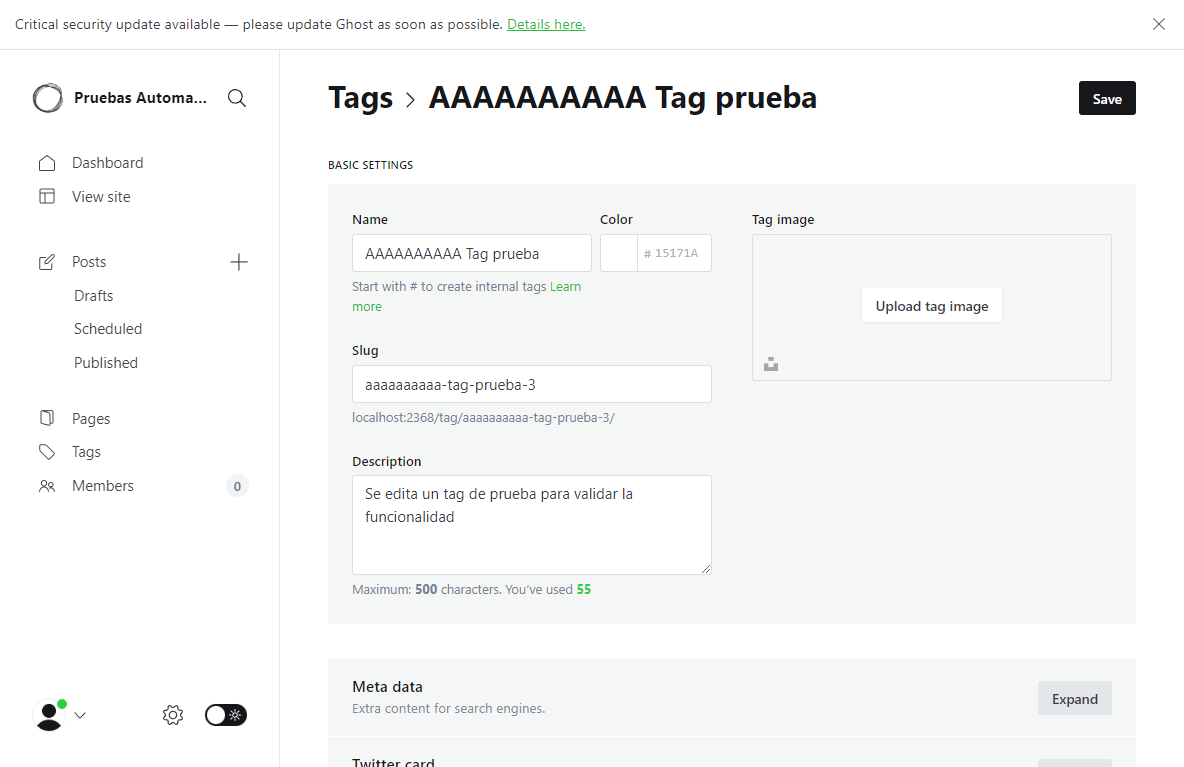 Critical security update available — please update Ghost as soon as possible. Details here.
Pruebas Automa...
Tags > AAAAAAAAAA Tag prueba
Save
Dashboard
View site
Posts
Drafts
Scheduled
Published
Pages
Tags
Members
0
BASIC SETTINGS
Name
Color
Tag image
AAAAAAAAAA Tag prueba
# 15171A
Start with # to create internal tags Learn
more
Upload tag image
Slug
aaaaaaaaaa-tag-prueba-3
localhost:2368/tag/aaaaaaaaaa-tag-prueba-3/
Description
Se edita un tag de prueba para validar la
funcionalidad
Maximum: 500 characters. You’ve used 55
Meta data
Extra content for search engines.
Expand
Twitter card